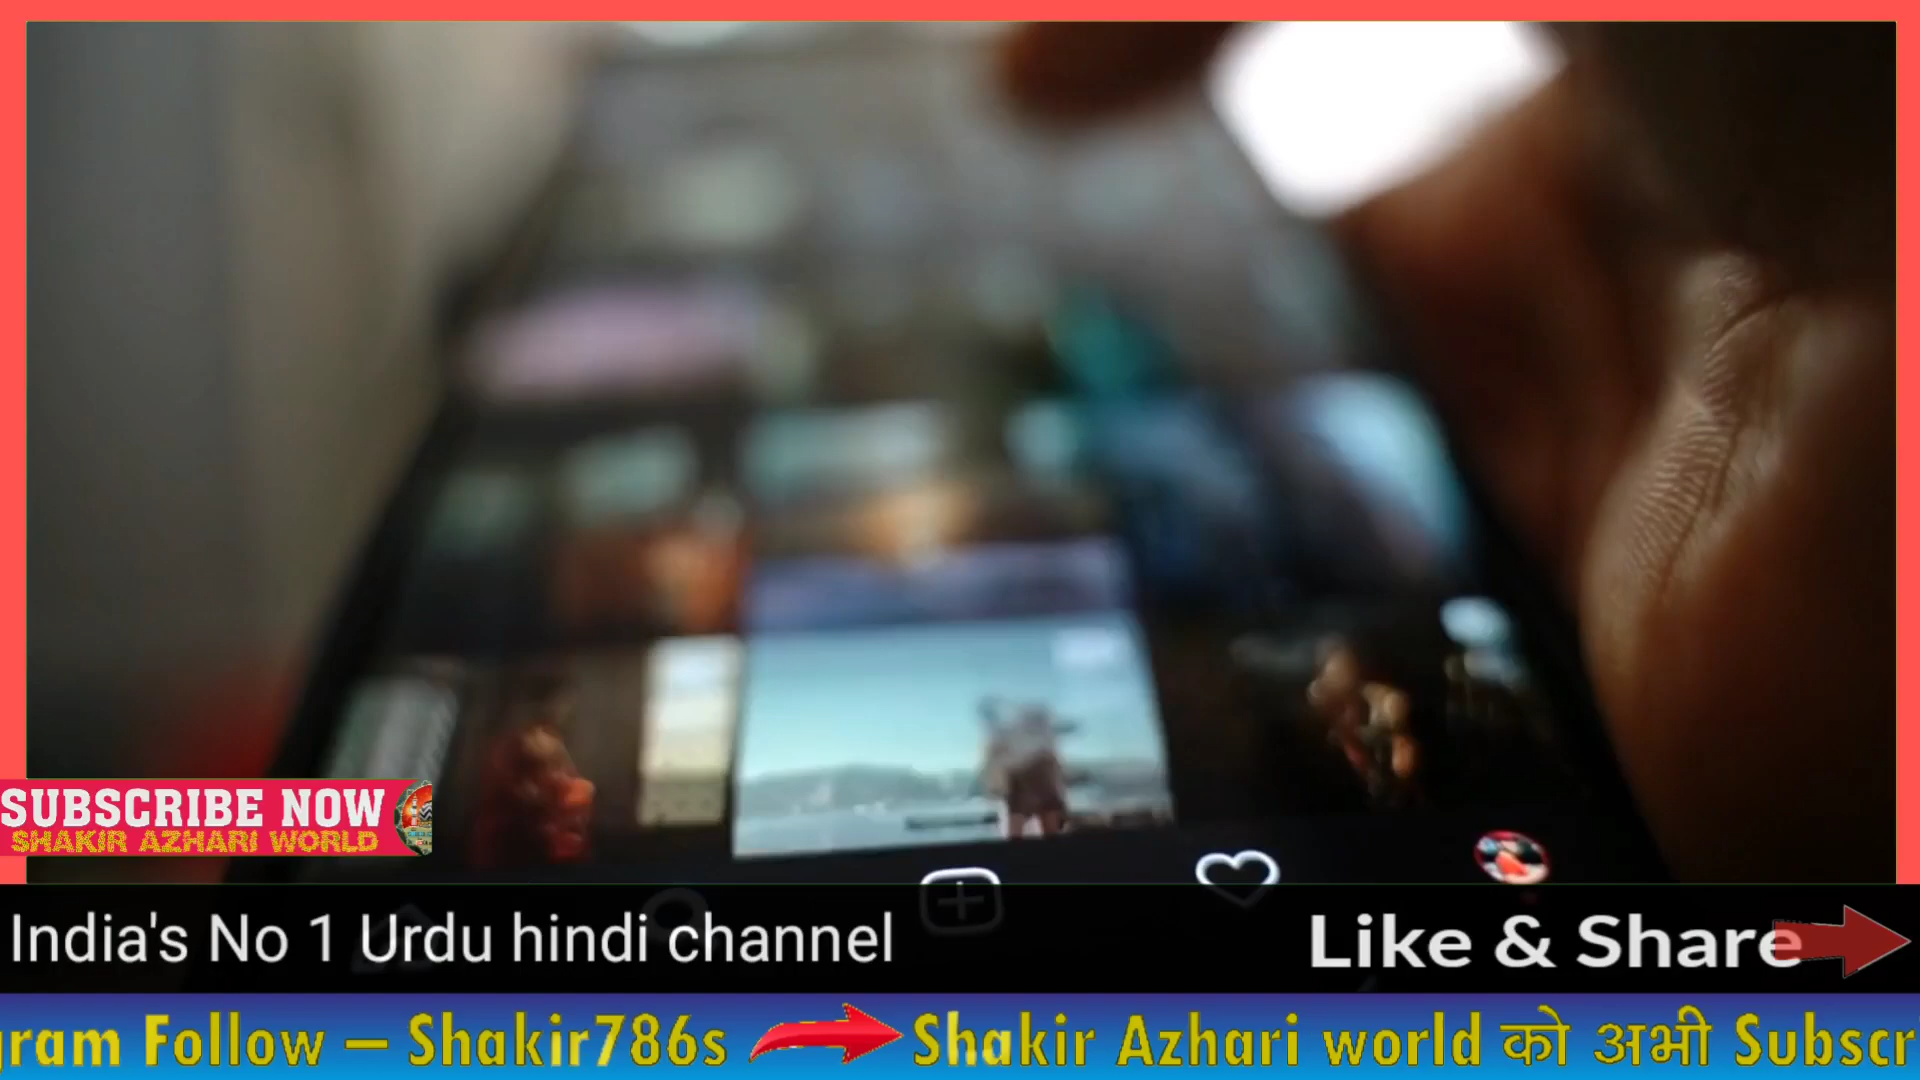 SUBSCRIBE NOW
SHAKIR AZHARI WORLD
India's No 1 Urdu hindi channel
Like & Share
gram Follow – Shakir786s Shakir Azhari world को अभी Subscr